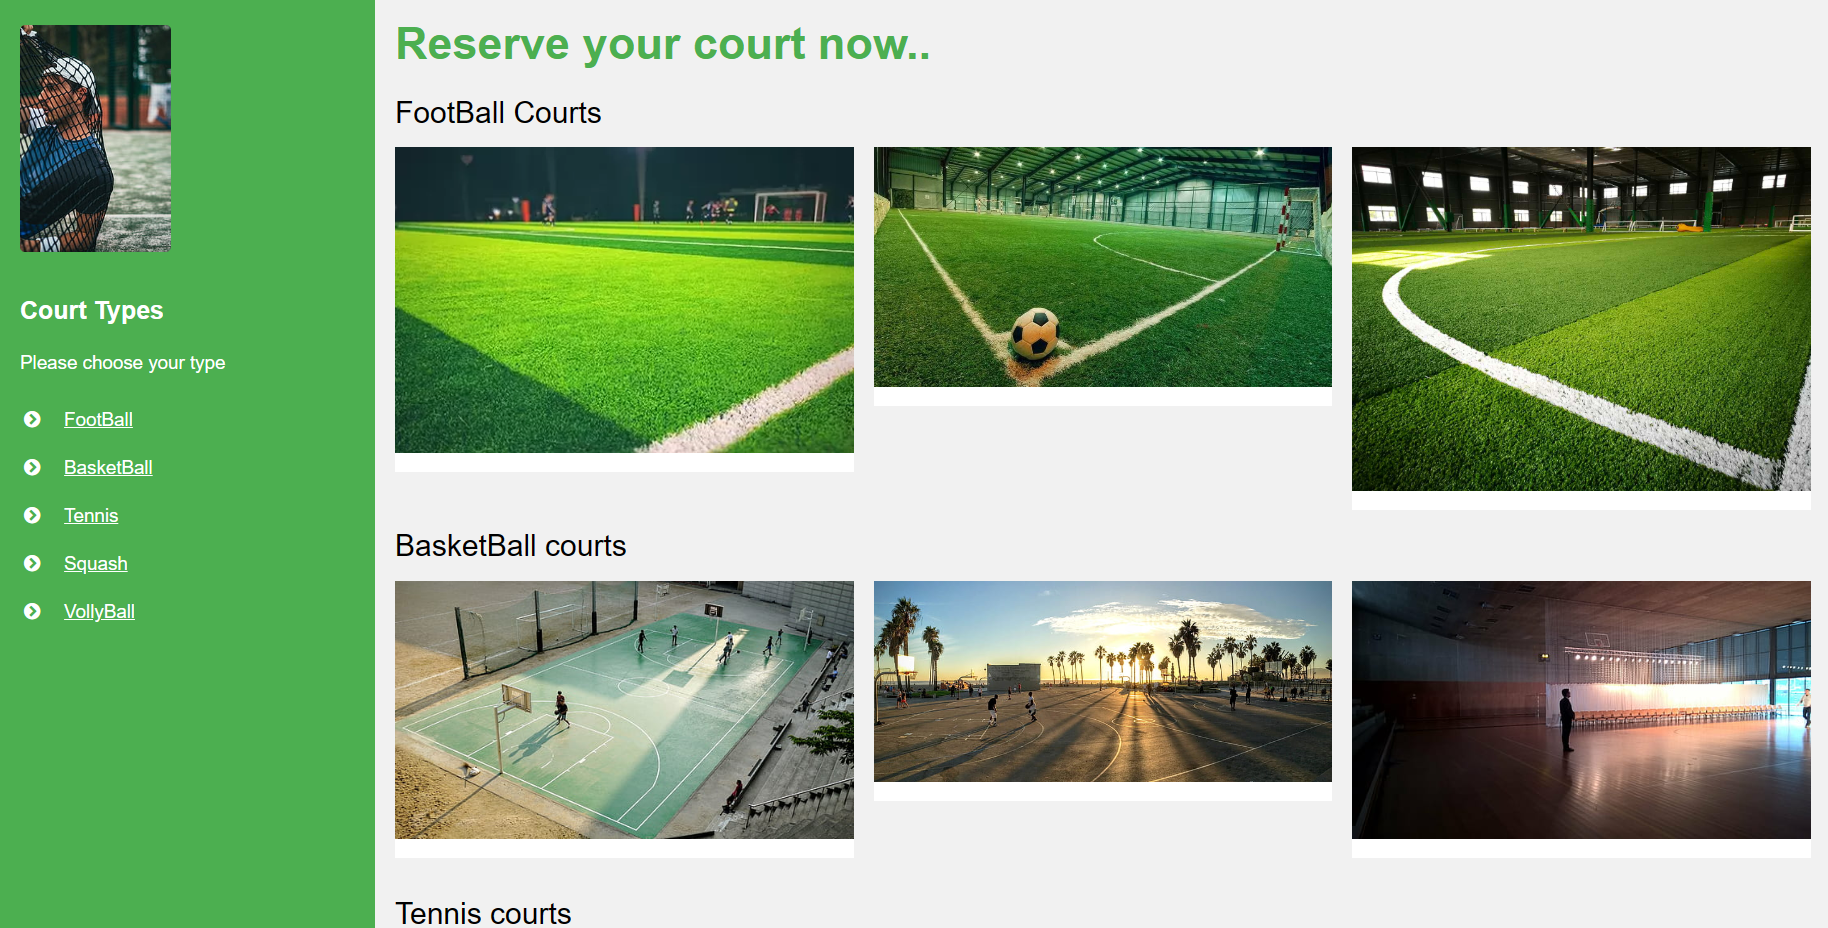 Court Types
Please choose your type
FootBall
BasketBall
Tennis
Squash
VollyBall
Reserve your court now..
FootBall Courts
BasketBall courts
Tennis courts